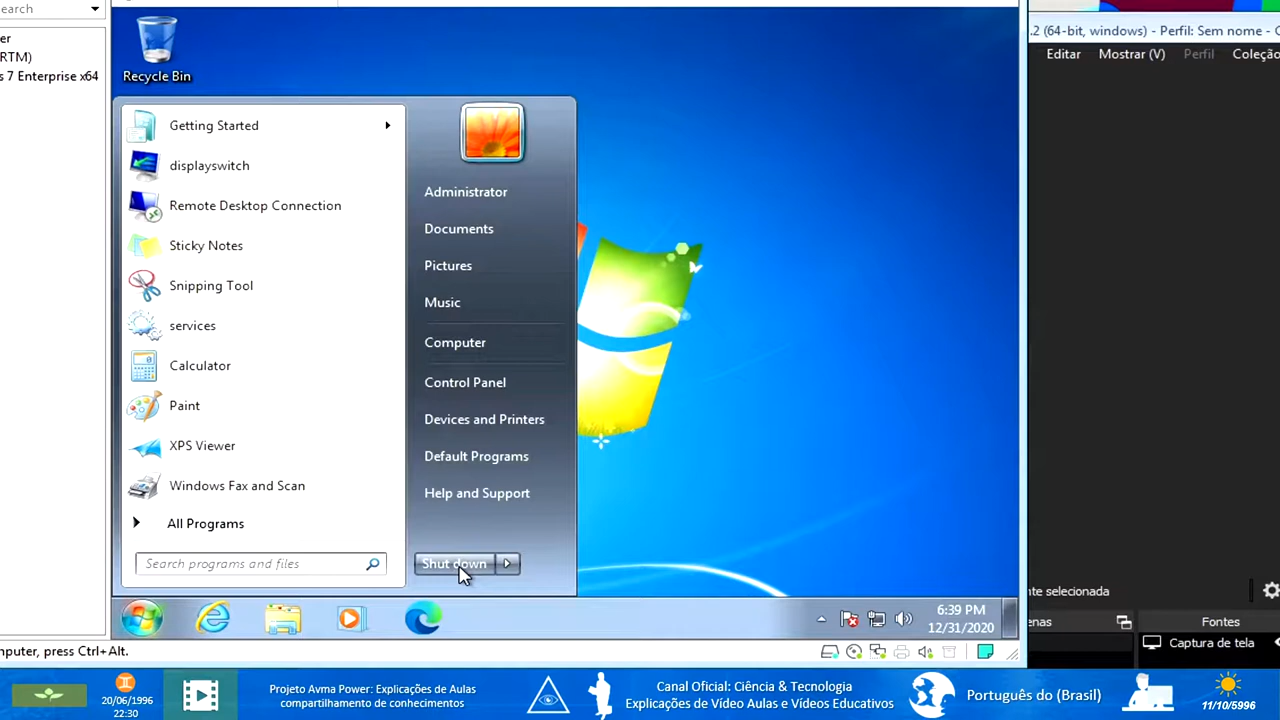 earch
.2 (64-bit, windows) - Perfil: Sem nome -
er
RTM)
s 7 Enterprise x64
Editar Mostrar (V) Perfil Coleção
Recycle Bin
Getting Started
displayswitch
Remote Desktop Connection
Sticky Notes
Snipping Tool
services
Calculator
Paint
XPS Viewer
Windows Fax and Scan
All Programs
Search programs and files
Administrator
Documents
Pictures
Music
Computer
Control Panel
Devices and Printers
Default Programs
Help and Support
Shut down
6:39 PM
12/31/2020
nputer, press Ctrl+Alt.
nte selecionada
enas Fontes
Captura de tela
20/06/1996
22:30
Projeto Avma Power: Explicações de Aulas
compartilhamento de conhecimentos
Canal Oficial: Ciência & Tecnologia
Explicações de Vídeo Aulas e Vídeos Educativos
Português do (Brasil)
11/10/5996